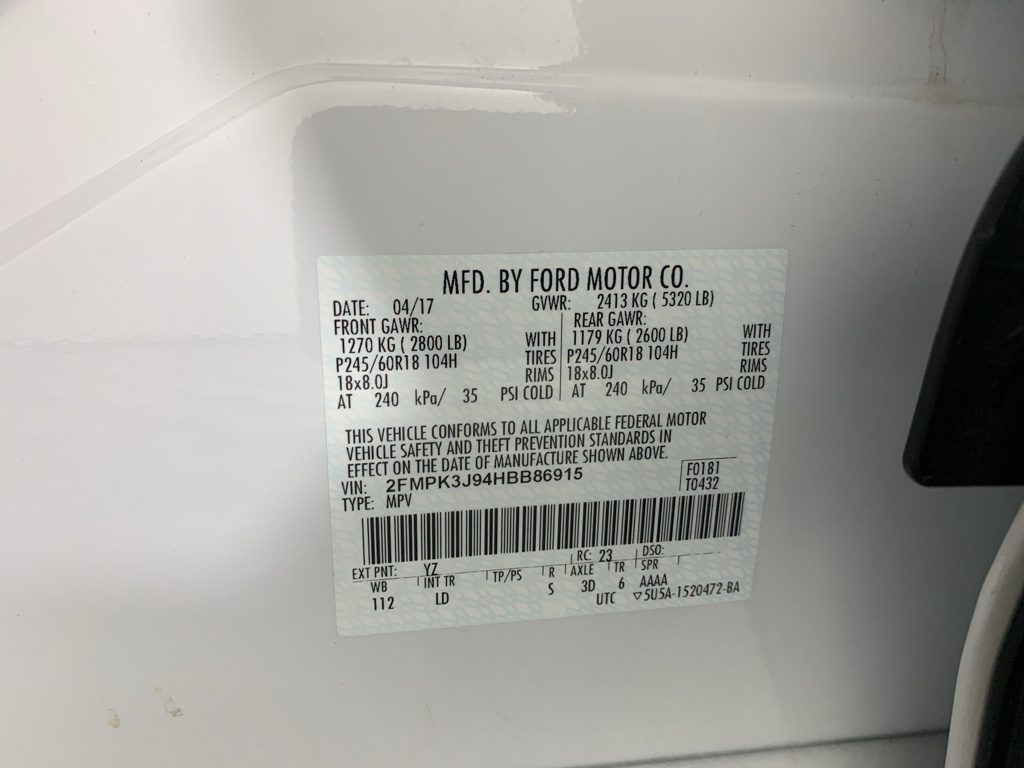 MFD. BY FORD MOTOR CO.
DATE: 04/17 GVWR: 2413 KG ( 5320 LB)
FRONT GAWR: REAR GAWR:
1270 KG ( 2800 LB) WITH 1179 KG ( 2600 LB) WITH
P245/60R18 104H TIRES P245/60R18 104H TIRES
18x8.0J RIMS 18x8.0J RIMS
AT 240 kPa/ 35 PSI COLD AT 240 kPa/ 35 PSI COLD
THIS VEHICLE CONFORMS TO ALL APPLICABLE FEDERAL MOTOR
VEHICLE SAFETY AND THEFT PREVENTION STANDARDS IN
EFFECT ON THE DATE OF MANUFACTURE SHOWN ABOVE.
VIN: 2FMPK3J94HBB86915 F0181
TYPE: MPV T0432
EXT PNT: YZ RC: 23 DSO:
WB INT TR TP/PS R AXLE TR SPR
112 LD S 3D 6 AAAA
UTC ▽5U5A-1520472-BA